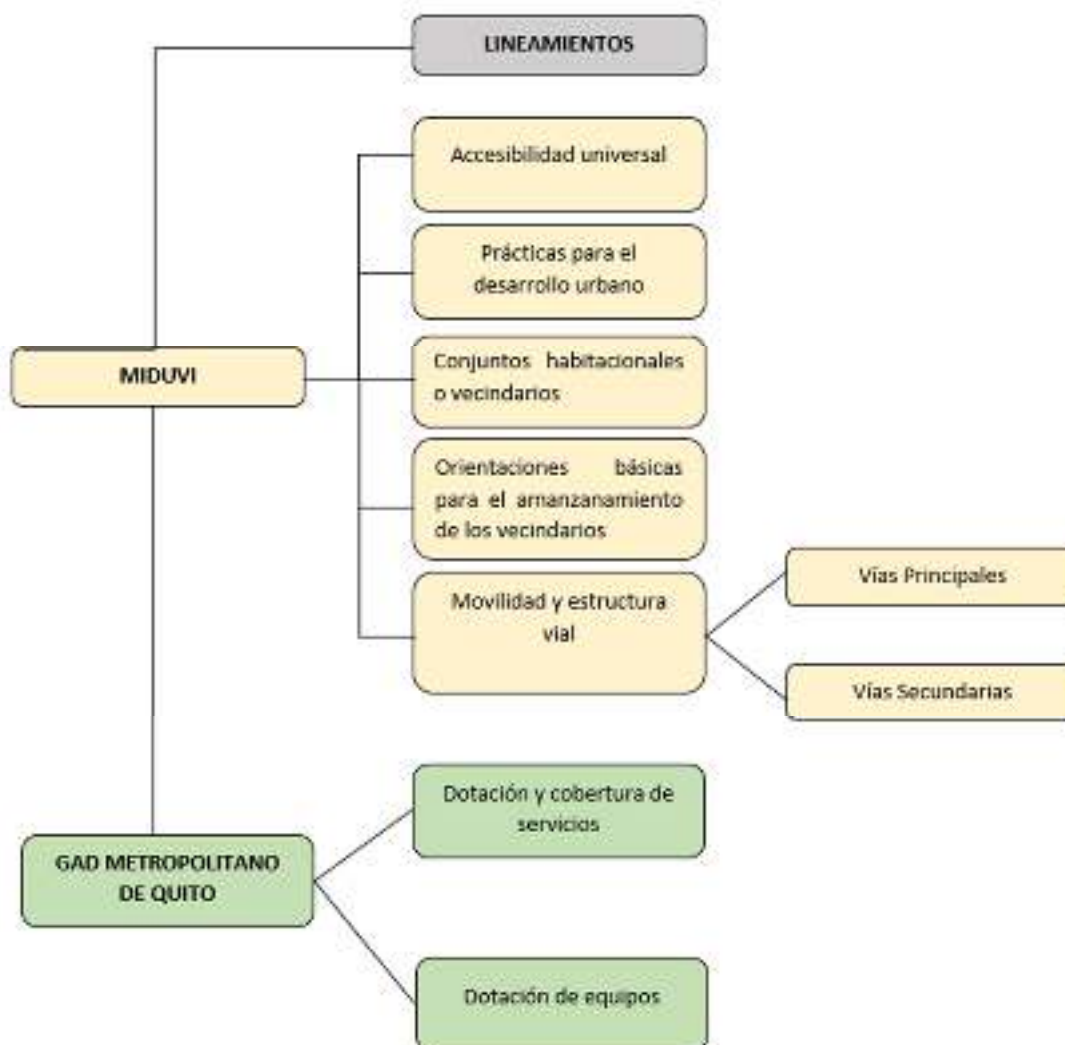 LINEAMIENTOS
Accesibilidad universal
Prácticas para el
desarrollo urbano
MIDUVI
Conjuntos habitacionales
o vecindarios
Orientaciones básicas
para el amanzanamiento
de los vecindarios
Movilidad y estructura
vial
Vías Principales
Vías Secundarias
GAD METROPOLITANO
DE QUITO
Dotación y cobertura de
servicios
Dotación de equipos